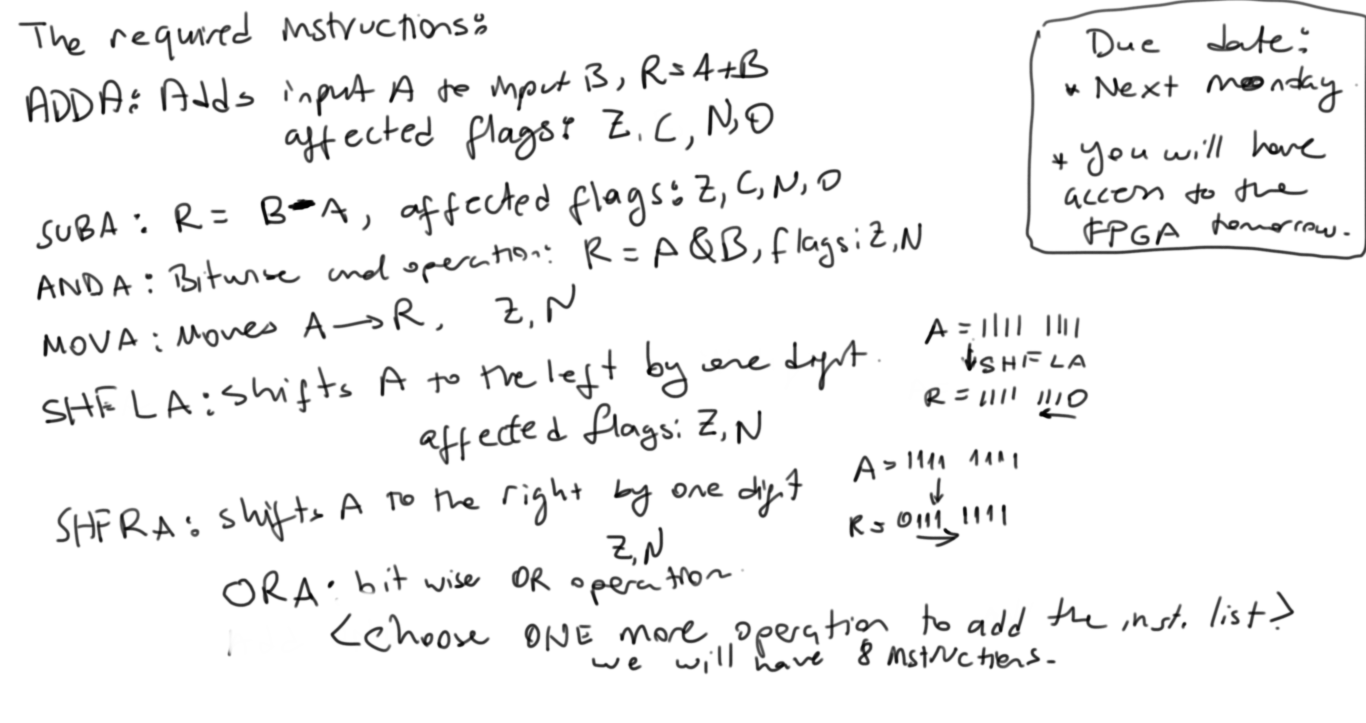 The required instructions:
ADDA: Adds input A to input B, R=A+B
affected flags: Z, C, N, O
SUBA: R= B-A, affected flags: Z, C, N, O
ANDA: Bitwise and operation: R=A&B, flags: Z, N
MOVA: Moves A→R, Z, N
SHFLA: shifts A to the left by one digit.
affected flags: Z, N
SHFRA: shifts A to the right by one digit
Z, N
ORA: bit wise OR operation.
<choose ONE more operation to add the inst. list>
we will have 8 instructions.
Due date:
* Next monday.
* you will have
access to the
FPGA tomorrow.
A = 1111 1111
↓SHFLA
R = 1111 1110
←
A = 1111 1111
↓
R = 0111 1111
→